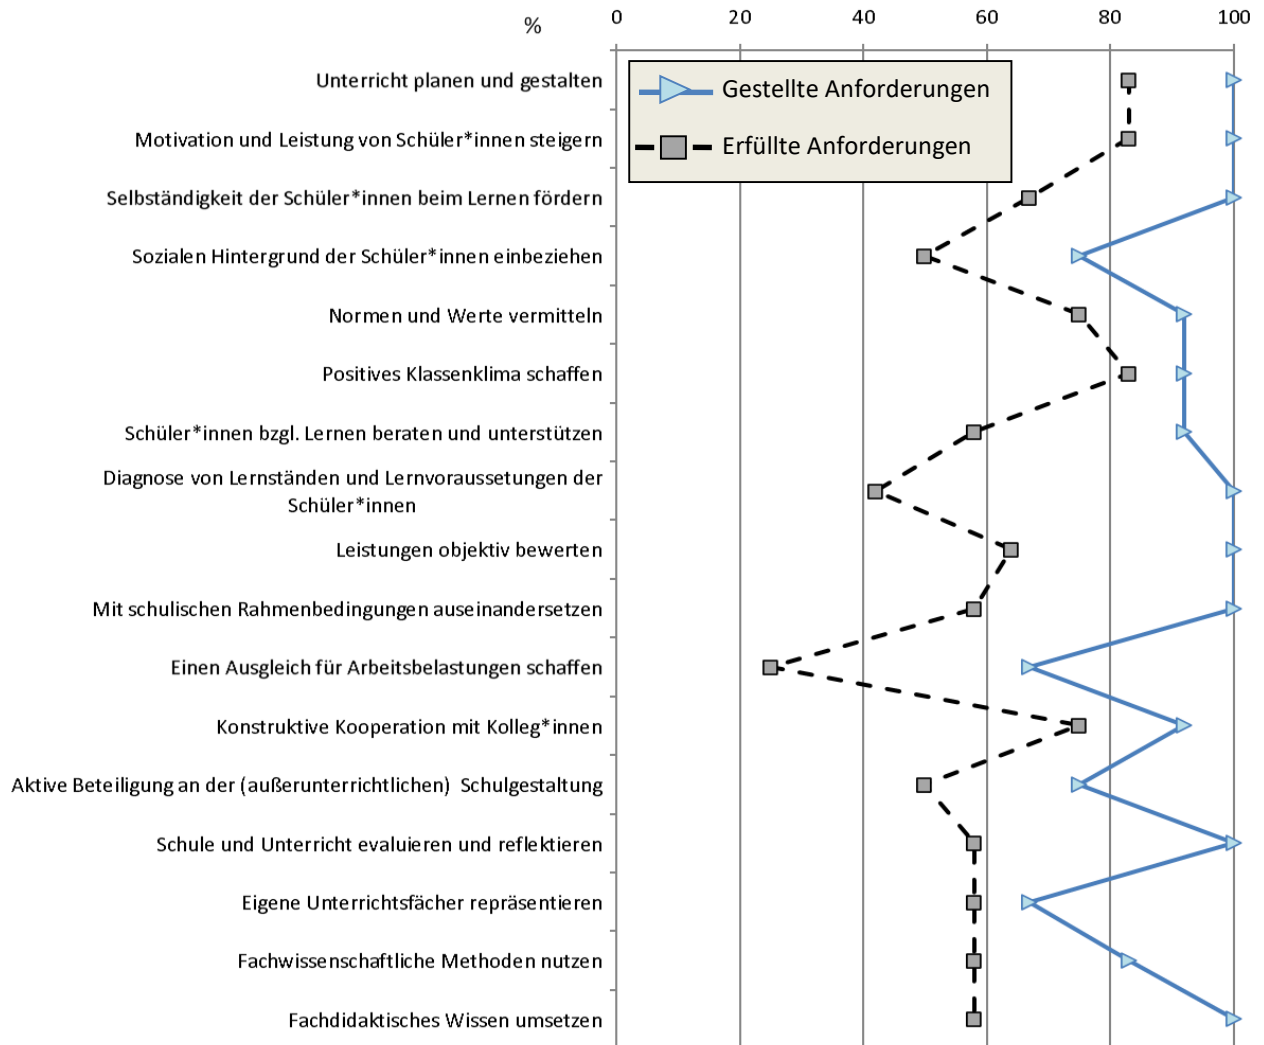 % 0 20 40 60 80 100
Gestellte Anforderungen
Erfüllte Anforderungen
Unterricht planen und gestalten
Motivation und Leistung von Schüler*innen steigern
Selbständigkeit der Schüler*innen beim Lernen fördern
Sozialen Hintergrund der Schüler*innen einbeziehen
Normen und Werte vermitteln
Positives Klassenklima schaffen
Schüler*innen bzgl. Lernen beraten und unterstützen
Diagnose von Lernständen und Lernvoraussetungen der
Schüler*innen
Leistungen objektiv bewerten
Mit schulischen Rahmenbedingungen auseinandersetzen
Einen Ausgleich für Arbeitsbelastungen schaffen
Konstruktive Kooperation mit Kolleg*innen
Aktive Beteiligung an der (außerunterrichtlichen) Schulgestaltung
Schule und Unterricht evaluieren und reflektieren
Eigene Unterrichtsfächer repräsentieren
Fachwissenschaftliche Methoden nutzen
Fachdidaktisches Wissen umsetzen